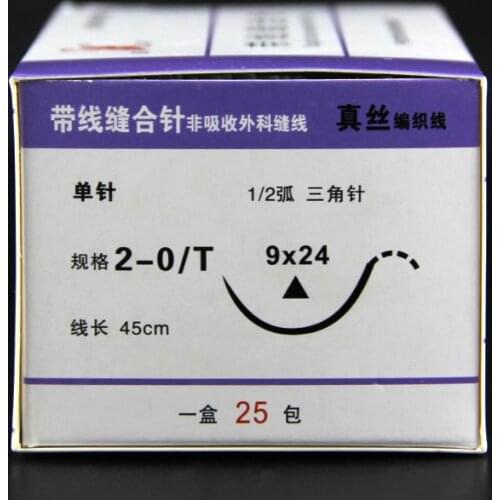 带线缝合针非吸收外科缝线 真丝编织线
单针 1/2弧 三角针
规格 2-0/T 9x24
线长 45cm
一盒 25 包